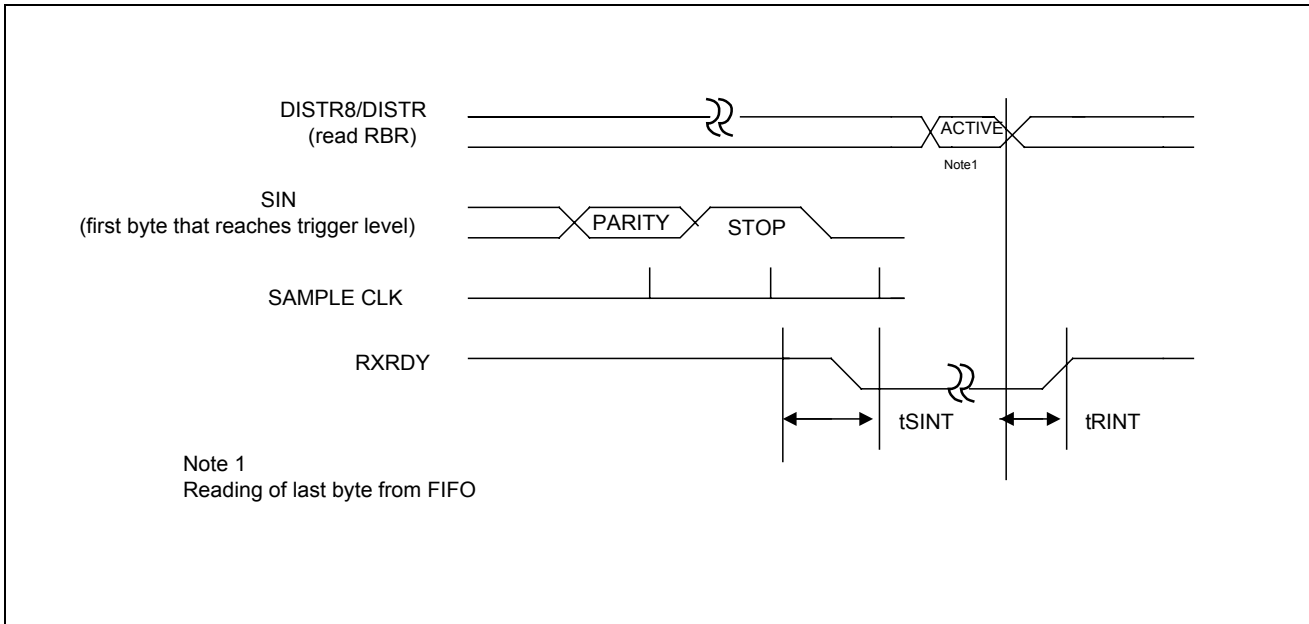 DISTR8/DISTR
(read RBR)
ACTIVE
Note1
SIN
(first byte that reaches trigger level)
PARITY
STOP
SAMPLE CLK
RXRDY
tSINT
tRINT
Note 1
Reading of last byte from FIFO